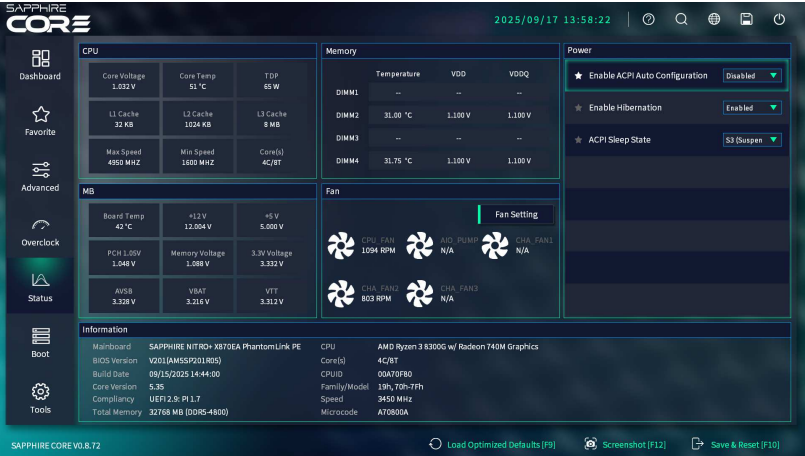 SAPPHIRE
CORE
2025/09/17 13:58:22
Dashboard
Favorite
Advanced
Overclock
Status
Boot
Tools
CPU
Core Voltage Core Temp TDP
1.032 V 51 °C 65 W
L1 Cache L2 Cache L3 Cache
32 KB 1024 KB 8 MB
Max Speed Min Speed Core(s)
4950 MHZ 1600 MHZ 4C/8T
Memory
Temperature VDD VDDQ
DIMM1 -- -- --
DIMM2 31.00 °C 1.100 V 1.100 V
DIMM3 -- -- --
DIMM4 31.75 °C 1.100 V 1.100 V
Power
Enable ACPI Auto Configuration Disabled
Enable Hibernation Enabled
ACPI Sleep State S3 (Suspen
MB
Board Temp +12 V +5 V
42 °C 12.004 V 5.000 V
PCH 1.05V Memory Voltage 3.3V Voltage
1.048 V 1.088 V 3.332 V
AVSB VBAT VTT
3.328 V 3.216 V 3.312 V
Fan
Fan Setting
CPU_FAN AIO_PUMP CHA_FAN1
1094 RPM N/A N/A
CHA_FAN2 CHA_FAN3
803 RPM N/A
Information
Mainboard SAPPHIRE NITRO+ X870EA PhantomLink PE CPU AMD Ryzen 3 8300G w/ Radeon 740M Graphics
BIOS Version V201(AM5SP201R05) Core(s) 4C/8T
Build Date 09/15/2025 14:44:00 CPUID 00A70F80
Core Version 5.35 Family/Model 19h, 70h-7Fh
Compliancy UEFI 2.9: PI 1.7 Speed 3450 MHz
Total Memory 32768 MB (DDR5-4800) Microcode A70800A
SAPPHIRE CORE V0.8.72
Load Optimized Defaults [F9] Screenshot [F12] Save & Reset [F10]